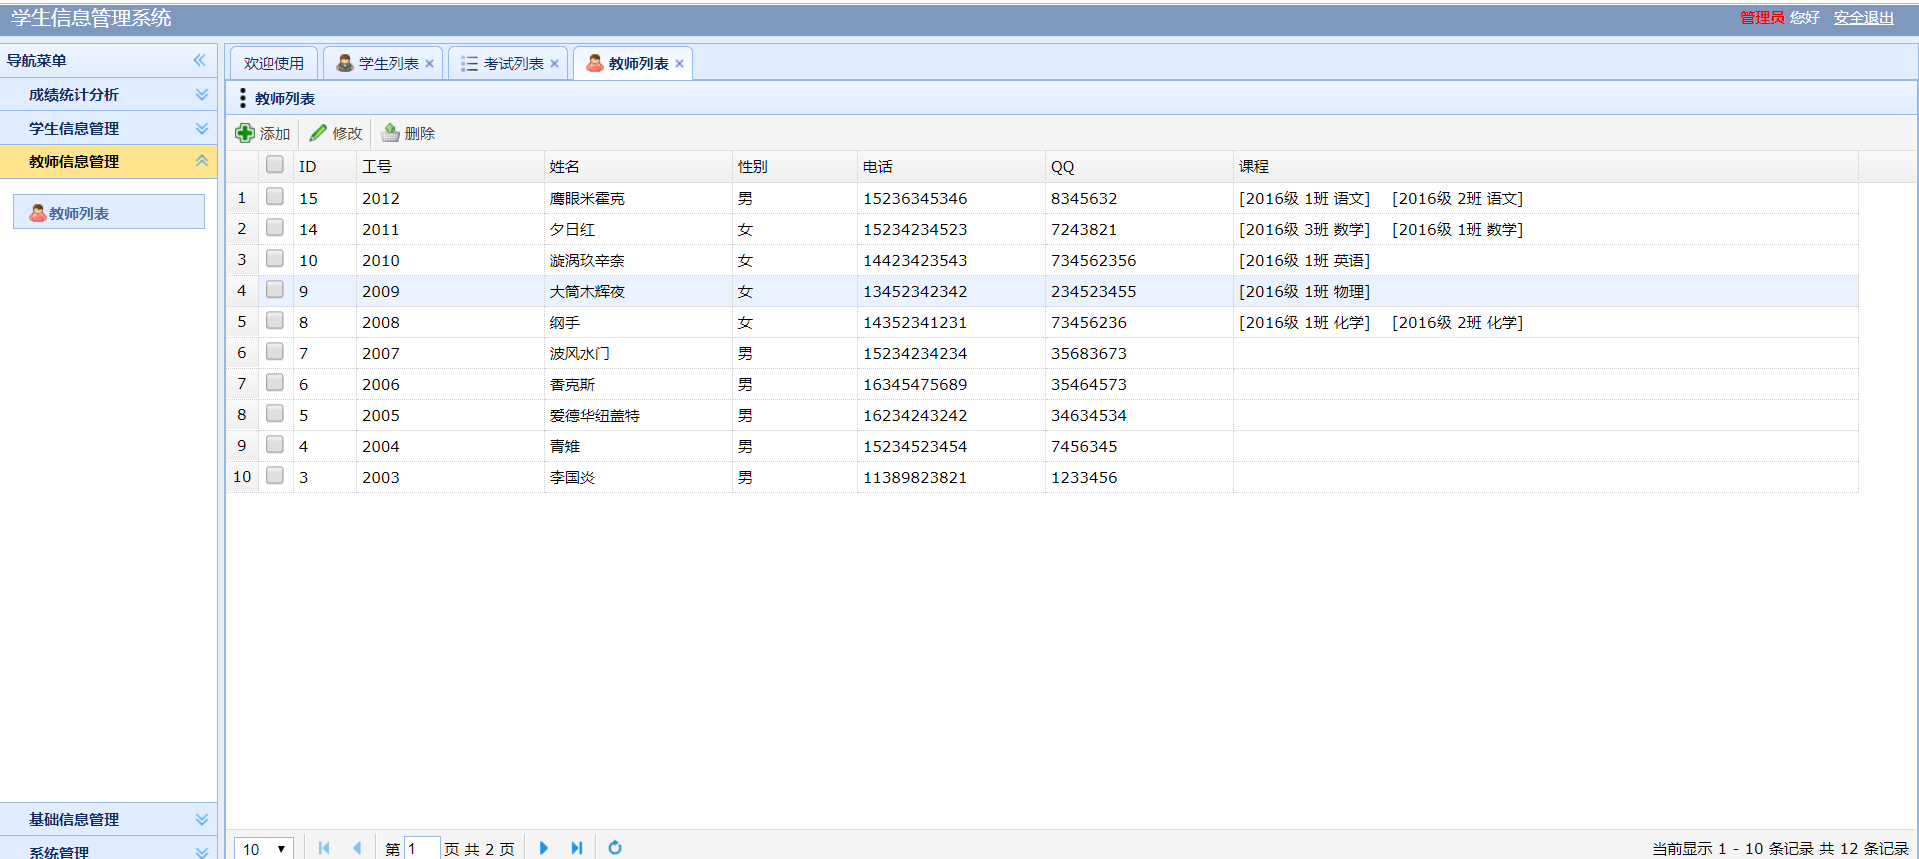 学生信息管理系统 管理员 您好 安全退出
导航菜单
成绩统计分析
学生信息管理
教师信息管理
教师列表
基础信息管理
系统管理
欢迎使用 学生列表 考试列表 教师列表
教师列表
添加 修改 删除
ID 工号 姓名 性别 电话 QQ 课程
1 15 2012 鹰眼米霍克 男 15236345346 8345632 [2016级 1班 语文] [2016级 2班 语文]
2 14 2011 夕日红 女 15234234523 7243821 [2016级 3班 数学] [2016级 1班 数学]
3 10 2010 漩涡玖辛奈 女 14423423543 734562356 [2016级 1班 英语]
4 9 2009 大筒木辉夜 女 13452342342 234523455 [2016级 1班 物理]
5 8 2008 纲手 女 14352341231 73456236 [2016级 1班 化学] [2016级 2班 化学]
6 7 2007 波风水门 男 15234234234 35683673
7 6 2006 香克斯 男 16345475689 35464573
8 5 2005 爱德华纽盖特 男 16234243242 34634534
9 4 2004 青雉 男 15234523454 7456345
10 3 2003 李国炎 男 11389823821 1233456
10 第 1 页 共 2 页 当前显示 1 - 10 条记录 共 12 条记录